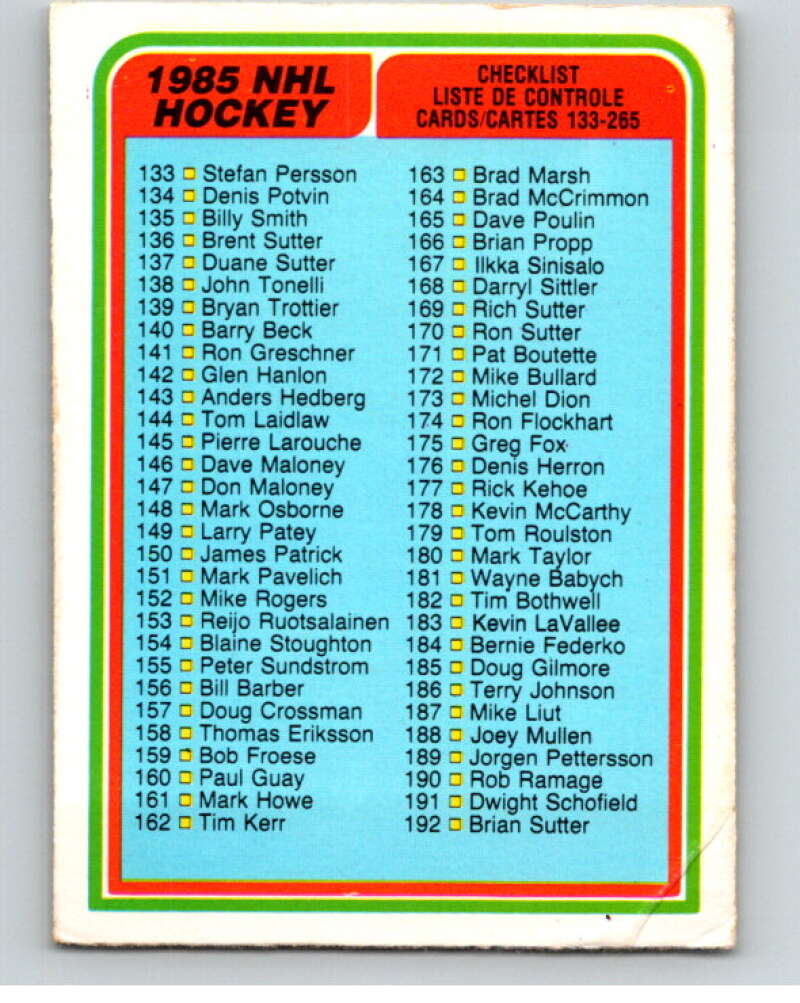 1985 NHL
HOCKEY
CHECKLIST
LISTE DE CONTROLE
CARDS/CARTES 133-265
133 Stefan Persson
134 Denis Potvin
135 Billy Smith
136 Brent Sutter
137 Duane Sutter
138 John Tonelli
139 Bryan Trottier
140 Barry Beck
141 Ron Greschner
142 Glen Hanlon
143 Anders Hedberg
144 Tom Laidlaw
145 Pierre Larouche
146 Dave Maloney
147 Don Maloney
148 Mark Osborne
149 Larry Patey
150 James Patrick
151 Mark Pavelich
152 Mike Rogers
153 Reijo Ruotsalainen
154 Blaine Stoughton
155 Peter Sundstrom
156 Bill Barber
157 Doug Crossman
158 Thomas Eriksson
159 Bob Froese
160 Paul Guay
161 Mark Howe
162 Tim Kerr
163 Brad Marsh
164 Brad McCrimmon
165 Dave Poulin
166 Brian Propp
167 Ilkka Sinisalo
168 Darryl Sittler
169 Rich Sutter
170 Ron Sutter
171 Pat Boutette
172 Mike Bullard
173 Michel Dion
174 Ron Flockhart
175 Greg Fox
176 Denis Herron
177 Rick Kehoe
178 Kevin McCarthy
179 Tom Roulston
180 Mark Taylor
181 Wayne Babych
182 Tim Bothwell
183 Kevin LaVallee
184 Bernie Federko
185 Doug Gilmore
186 Terry Johnson
187 Mike Liut
188 Joey Mullen
189 Jorgen Pettersson
190 Rob Ramage
191 Dwight Schofield
192 Brian Sutter